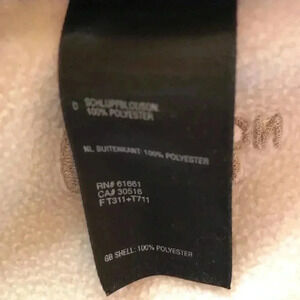 D SCHLUPFBLOUSON:
100% POLYESTER
NL BUITENKANT: 100% POLYESTER
RN# 61661
CA# 30516
F T311+T711
GB SHELL: 100% POLYESTER